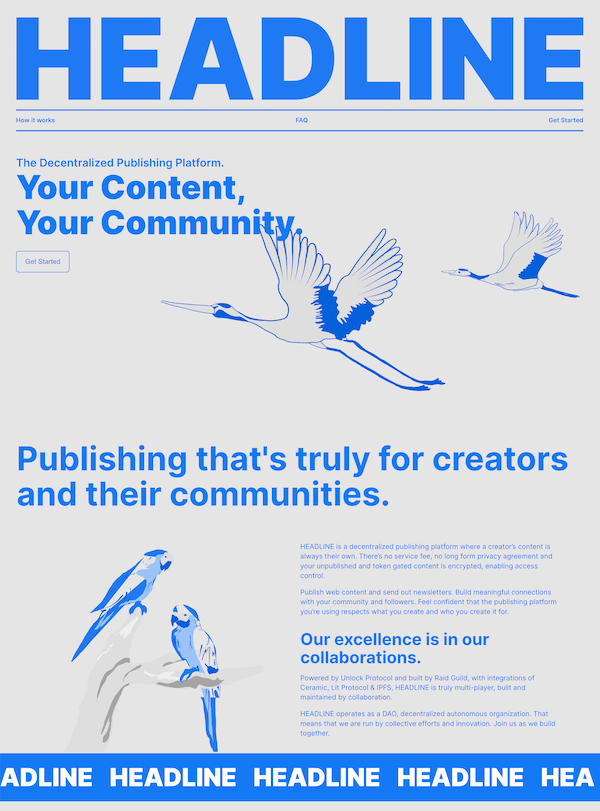 HEADLINE
How it works FAQ Get Started
The Decentralized Publishing Platform.
Your Content,
Your Community.
Get Started
Publishing that's truly for creators
and their communities.
HEADLINE is a decentralized publishing platform where a creator's content is
always their own. There's no service fee, no long form privacy agreement and
your unpublished and token gated content is encrypted, enabling access
control.
Publish web content and send out newsletters. Build meaningful connections
with your community and followers. Feel confident that the publishing platform
you're using respects what you create and who you create it for.
Our excellence is in our
collaborations.
Powered by Unlock Protocol and built by Raid Guild, with integrations of
Ceramic, Lit Protocol & IPFS, HEADLINE is truly multi-player, built and
maintained by collaboration.
HEADLINE operates as a DAO, decentralized autonomous organization. That
means that we are run by collective efforts and innovation. Join us as we build
together.
ADLINE HEADLINE HEADLINE HEADLINE HEA